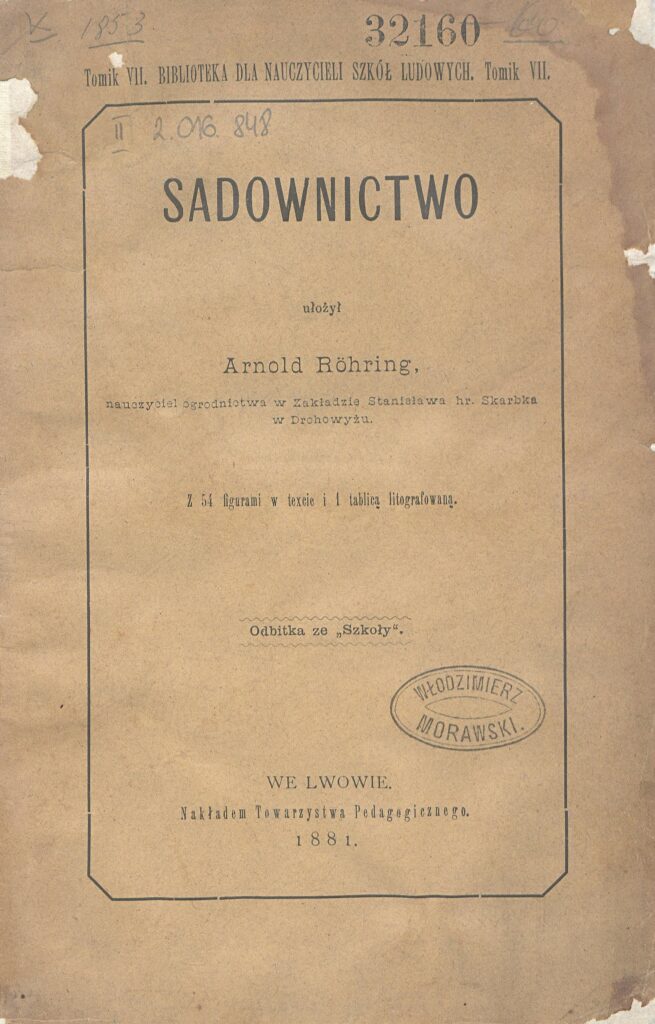 1853
32160
Tomik VII. BIBLIOTEKA DLA NAUCZYCIELI SZKÓŁ LUDOWYCH. Tomik VII.
II 2.016.848
SADOWNICTWO
ułożył
Arnold Röhring,
nauczyciel ogrodnictwa w Zakładzie Stanisława hr. Skarbka
w Drohowyżu.
Z 54 figurami w texcie i 1 tablicą litografowaną.
Odbitka ze „Szkoły“.
WŁODZIMIERZ
MORAWSKI.
WE LWOWIE.
Nakładem Towarzystwa Pedagogicznego.
1881.